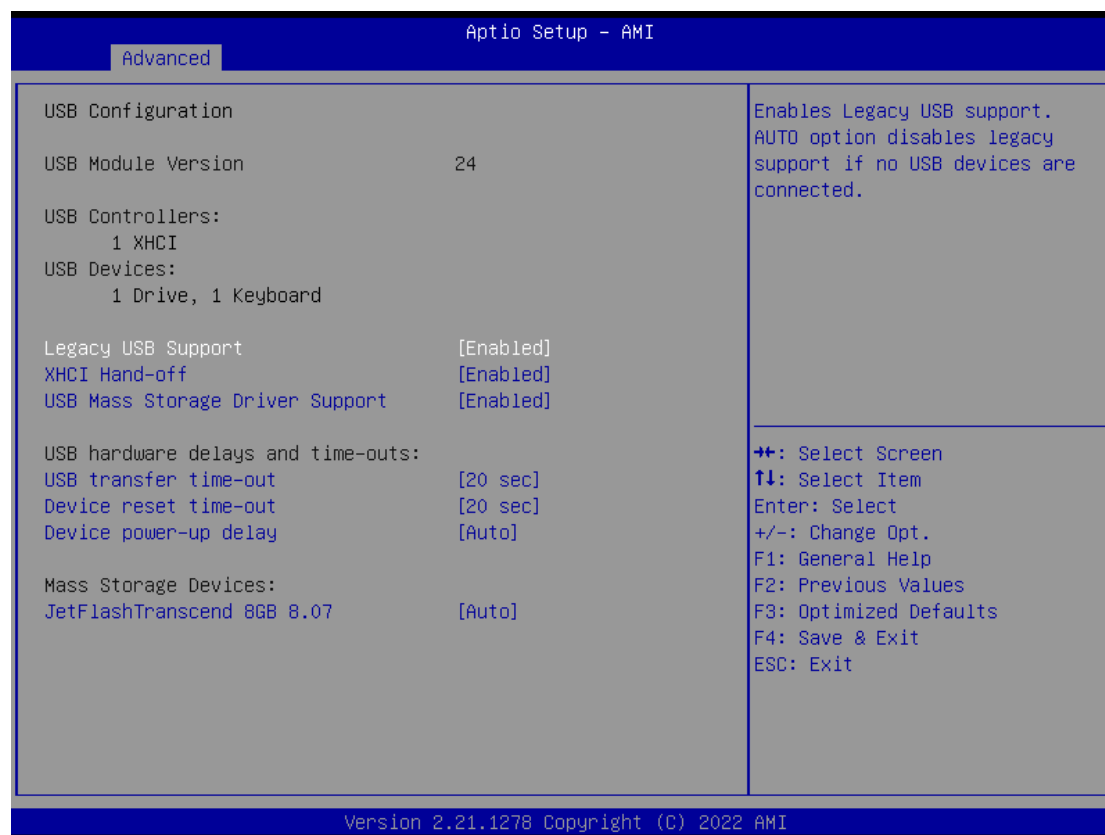 Aptio Setup - AMI
Advanced
USB Configuration
USB Module Version 24
USB Controllers:
1 XHCI
USB Devices:
1 Drive, 1 Keyboard
Legacy USB Support [Enabled]
XHCI Hand-off [Enabled]
USB Mass Storage Driver Support [Enabled]
USB hardware delays and time-outs:
USB transfer time-out [20 sec]
Device reset time-out [20 sec]
Device power-up delay [Auto]
Mass Storage Devices:
JetFlashTranscend 8GB 8.07 [Auto]
Enables Legacy USB support.
AUTO option disables legacy
support if no USB devices are
connected.
→←: Select Screen
↑↓: Select Item
Enter: Select
+/-: Change Opt.
F1: General Help
F2: Previous Values
F3: Optimized Defaults
F4: Save & Exit
ESC: Exit
Version 2.21.1278 Copyright (C) 2022 AMI